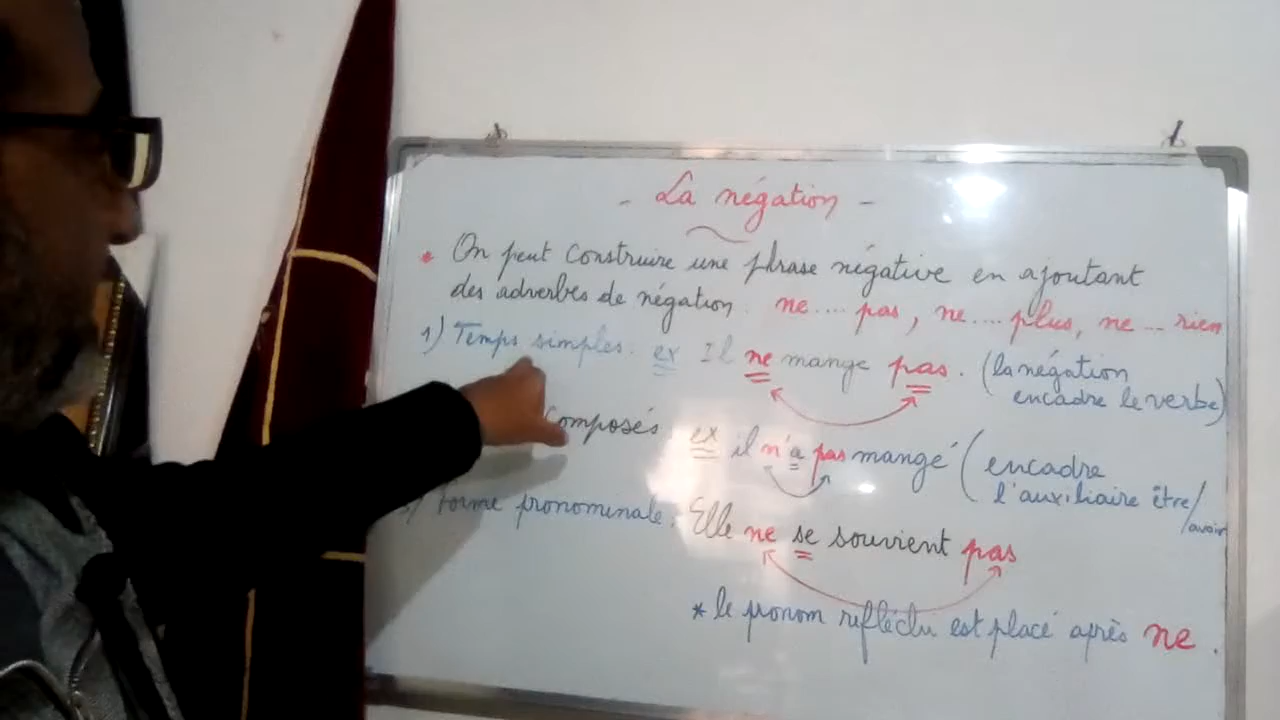 - La négation -
* On peut construire une phrase négative en ajoutant
des adverbes de négation. ne.... pas, ne.... plus, ne... rien
1) Temps simples. ex Il ne mange pas. (la négation
encadre le verbe)
composés. ex il n'a pas mangé (encadre
l'auxiliaire être/
avoir
forme pronominale. Elle ne se souvient pas
* le pronom réfléchi est placé après ne.